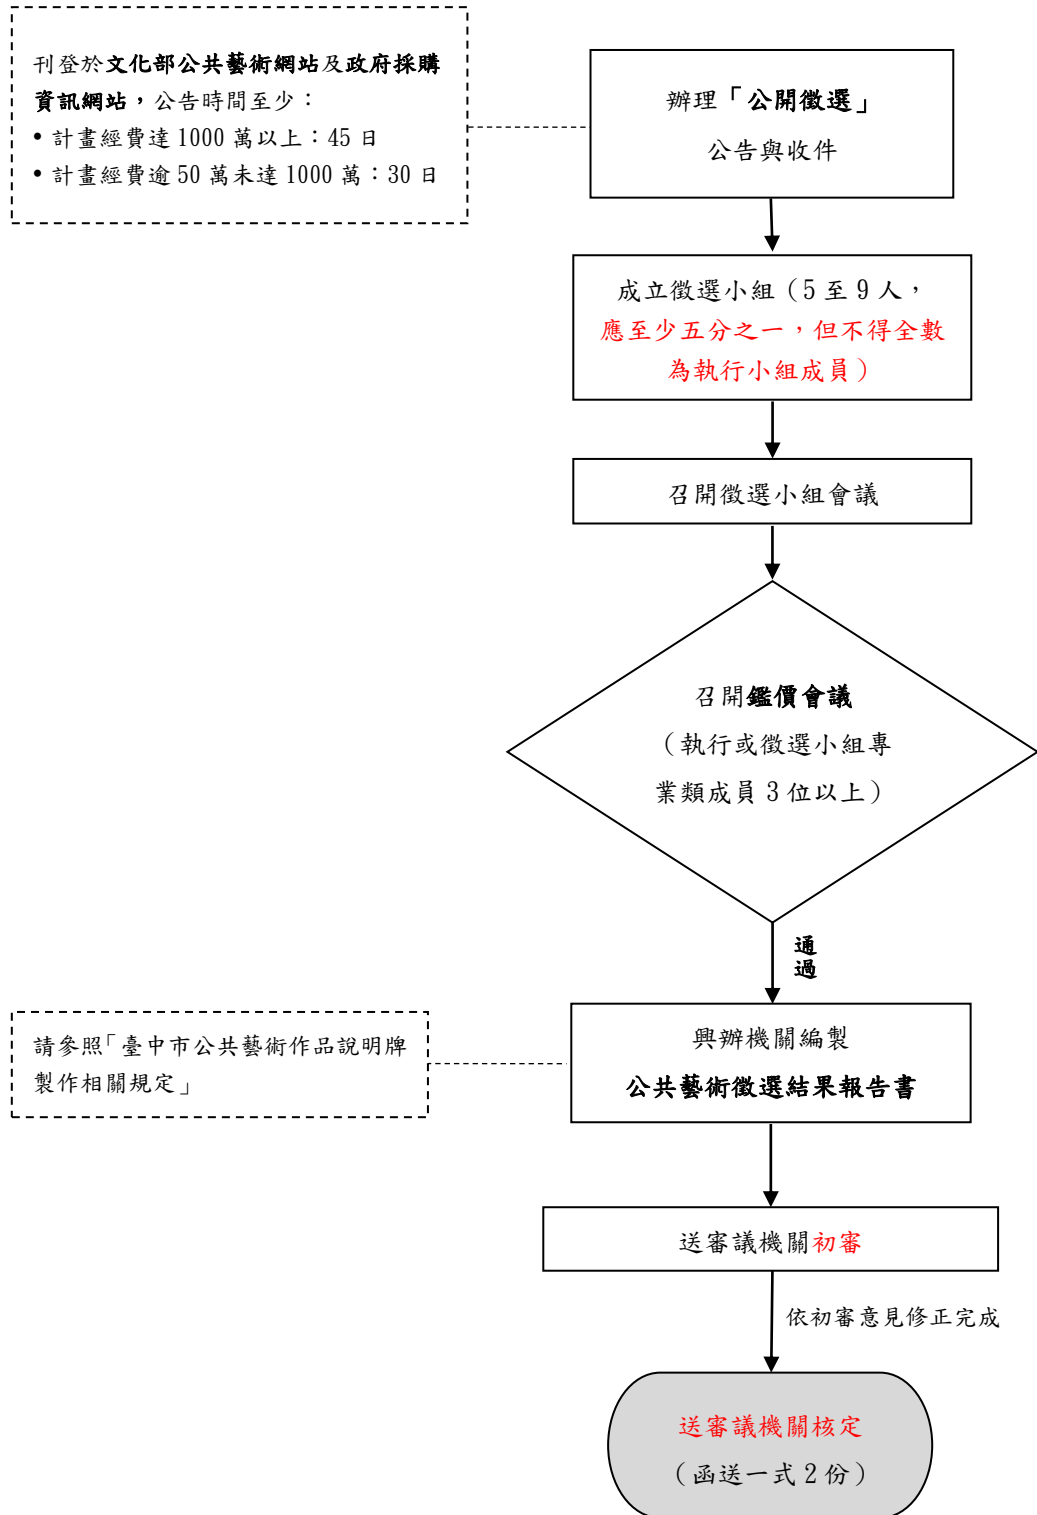 刊登於文化部公共藝術網站及政府採購
資訊網站，公告時間至少：
• 計畫經費達 1000 萬以上：45 日
• 計畫經費逾 50 萬未達 1000 萬：30 日
辦理「公開徵選」
公告與收件
成立徵選小組（5 至 9 人，
應至少五分之一，但不得全數
為執行小組成員）
召開徵選小組會議
召開鑑價會議
（執行或徵選小組專
業類成員 3 位以上）
通
過
請參照「臺中市公共藝術作品說明牌
製作相關規定」
興辦機關編製
公共藝術徵選結果報告書
送審議機關初審
依初審意見修正完成
送審議機關核定
（函送一式 2 份）